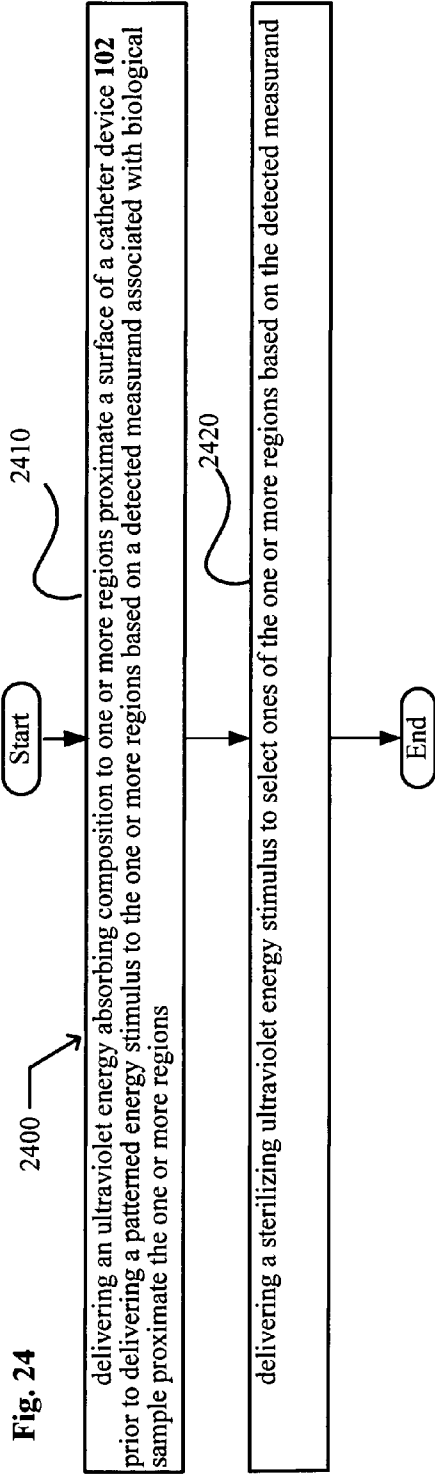 Fig. 24
2400
Start
2410
delivering an ultraviolet energy absorbing composition to one or more regions proximate a surface of a catheter device 102
prior to delivering a patterned energy stimulus to the one or more regions based on a detected measurand associated with biological
sample proximate the one or more regions
2420
delivering a sterilizing ultraviolet energy stimulus to select ones of the one or more regions based on the detected measurand
End